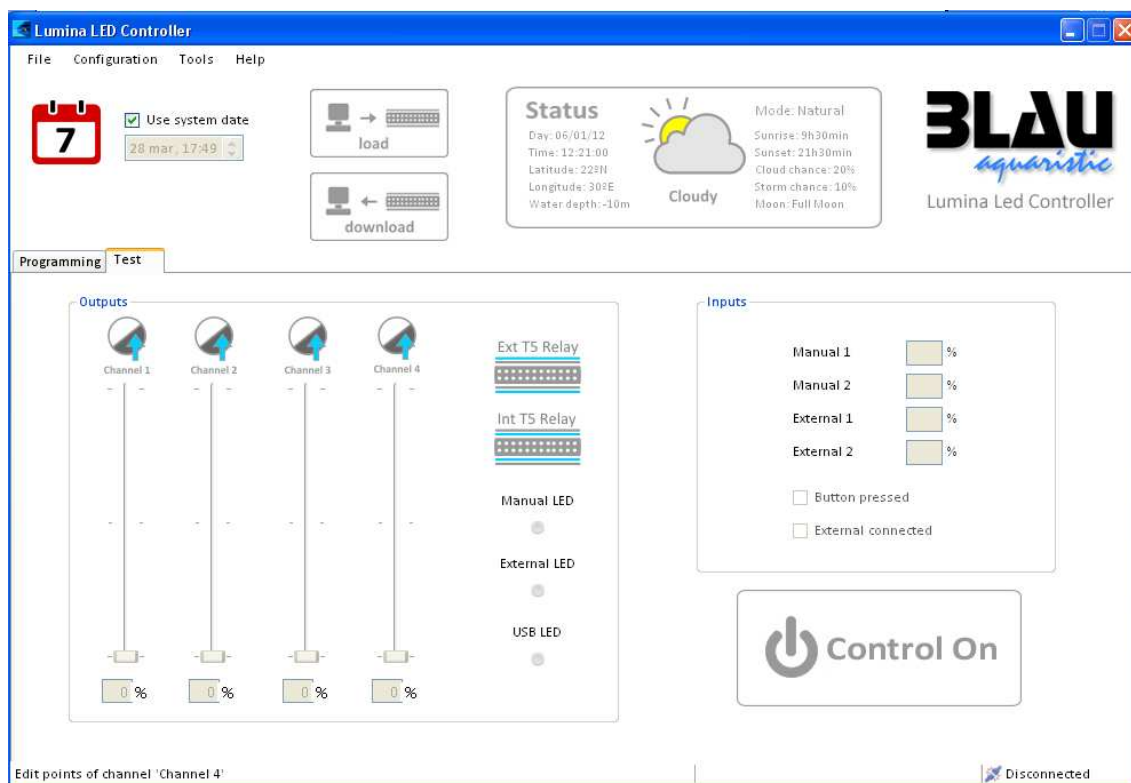 Lumina LED Controller
File Configuration Tools Help
7
Use system date
28 mar, 17:49
load
download
Status
Day: 06/01/12
Time: 12:21:00
Latitude: 22ºN
Longitude: 30ºE
Water depth: -10m
Cloudy
Mode: Natural
Sunrise: 9h30min
Sunset: 21h30min
Cloud chance: 20%
Storm chance: 10%
Moon: Full Moon
BLAU
aquaristic
Lumina Led Controller
Programming Test
Outputs
Channel 1 Channel 2 Channel 3 Channel 4
0 % 0 % 0 % 0 %
Ext T5 Relay
Int T5 Relay
Manual LED
External LED
USB LED
Inputs
Manual 1 %
Manual 2 %
External 1 %
External 2 %
Button pressed
External connected
Control On
Edit points of channel 'Channel 4'
Disconnected